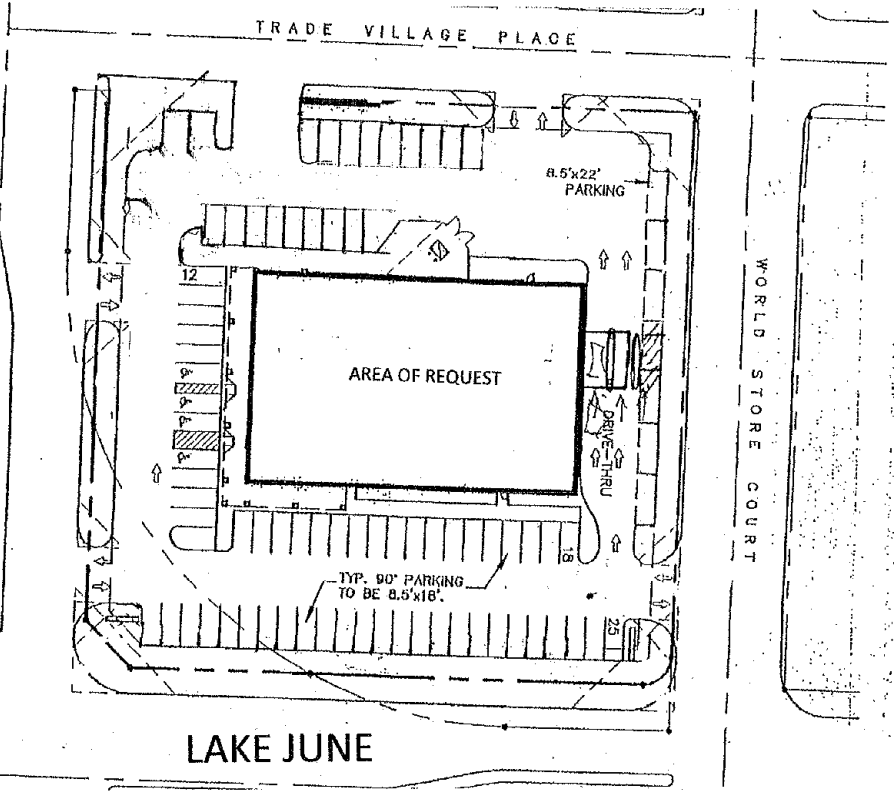 TRADE VILLAGE PLACE
8.5'x22'
PARKING
12
WORLD STORE COURT
AREA OF REQUEST
DRIVE-THRU
18
TYP. 90° PARKING
TO BE 8.5'x18'.
25
LAKE JUNE